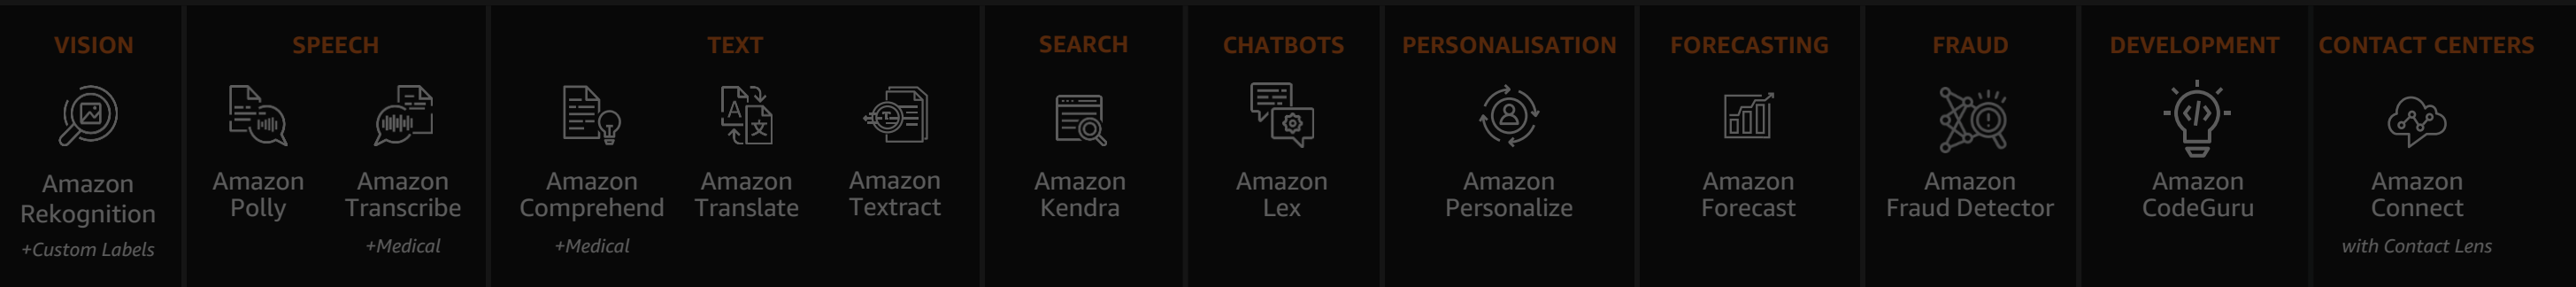 VISION
Amazon
Rekognition
+Custom Labels
SPEECH
Amazon
Polly
Amazon
Transcribe
+Medical
TEXT
Amazon
Comprehend
+Medical
Amazon
Translate
Amazon
Textract
SEARCH
Amazon
Kendra
CHATBOTS
Amazon
Lex
PERSONALISATION
Amazon
Personalize
FORECASTING
Amazon
Forecast
FRAUD
Amazon
Fraud Detector
DEVELOPMENT
Amazon
CodeGuru
CONTACT CENTERS
Amazon
Connect
with Contact Lens